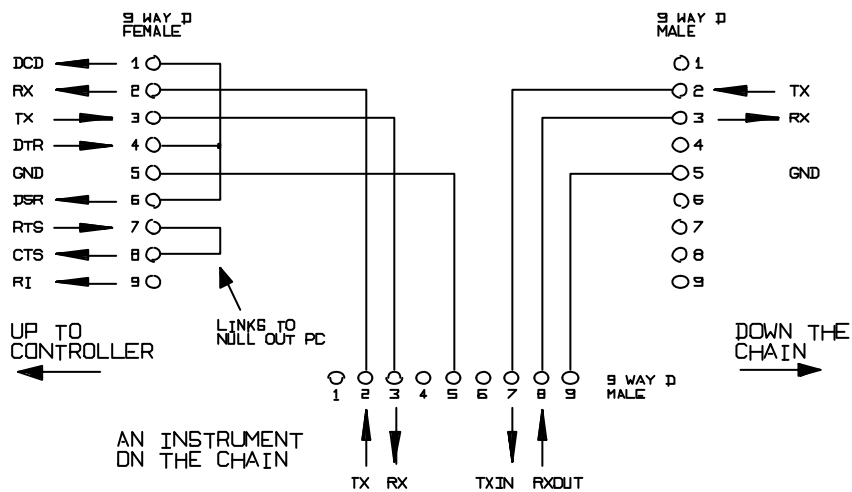 9 WAY D
FEMALE
9 WAY D
MALE
DCD 1
RX 2
TX 3
DTR 4
GND 5
DSR 6
RTS 7
CTS 8
RI 9
1
2 TX
3 RX
4
5 GND
6
7
8
9
LINKS TO
NULL OUT PC
UP TO
CONTROLLER
DOWN THE
CHAIN
1 2 3 4 5 6 7 8 9
9 WAY D
MALE
AN INSTRUMENT
ON THE CHAIN
TX RX TXIN RXOUT